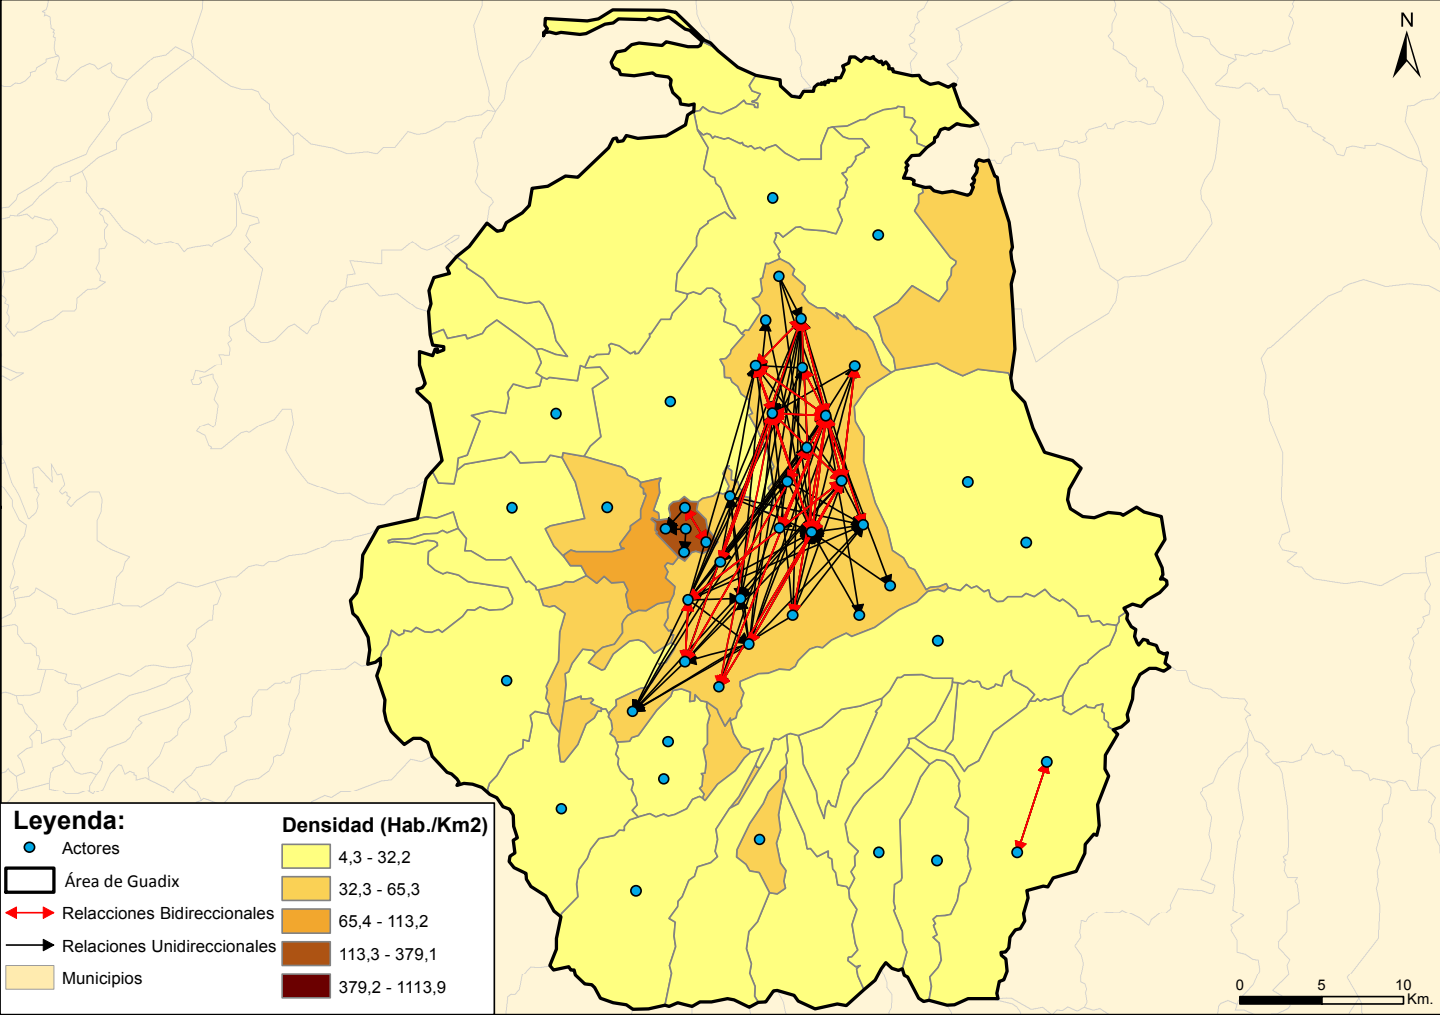 N
Leyenda:
Actores
Área de Guadix
Relacciones Bidireccionales
Relaciones Unidireccionales
Municipios
Densidad (Hab./Km2)
4,3 - 32,2
32,3 - 65,3
65,4 - 113,2
113,3 - 379,1
379,2 - 1113,9
0 5 10
Km.